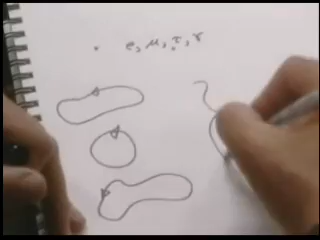 e, μ, τ, γ